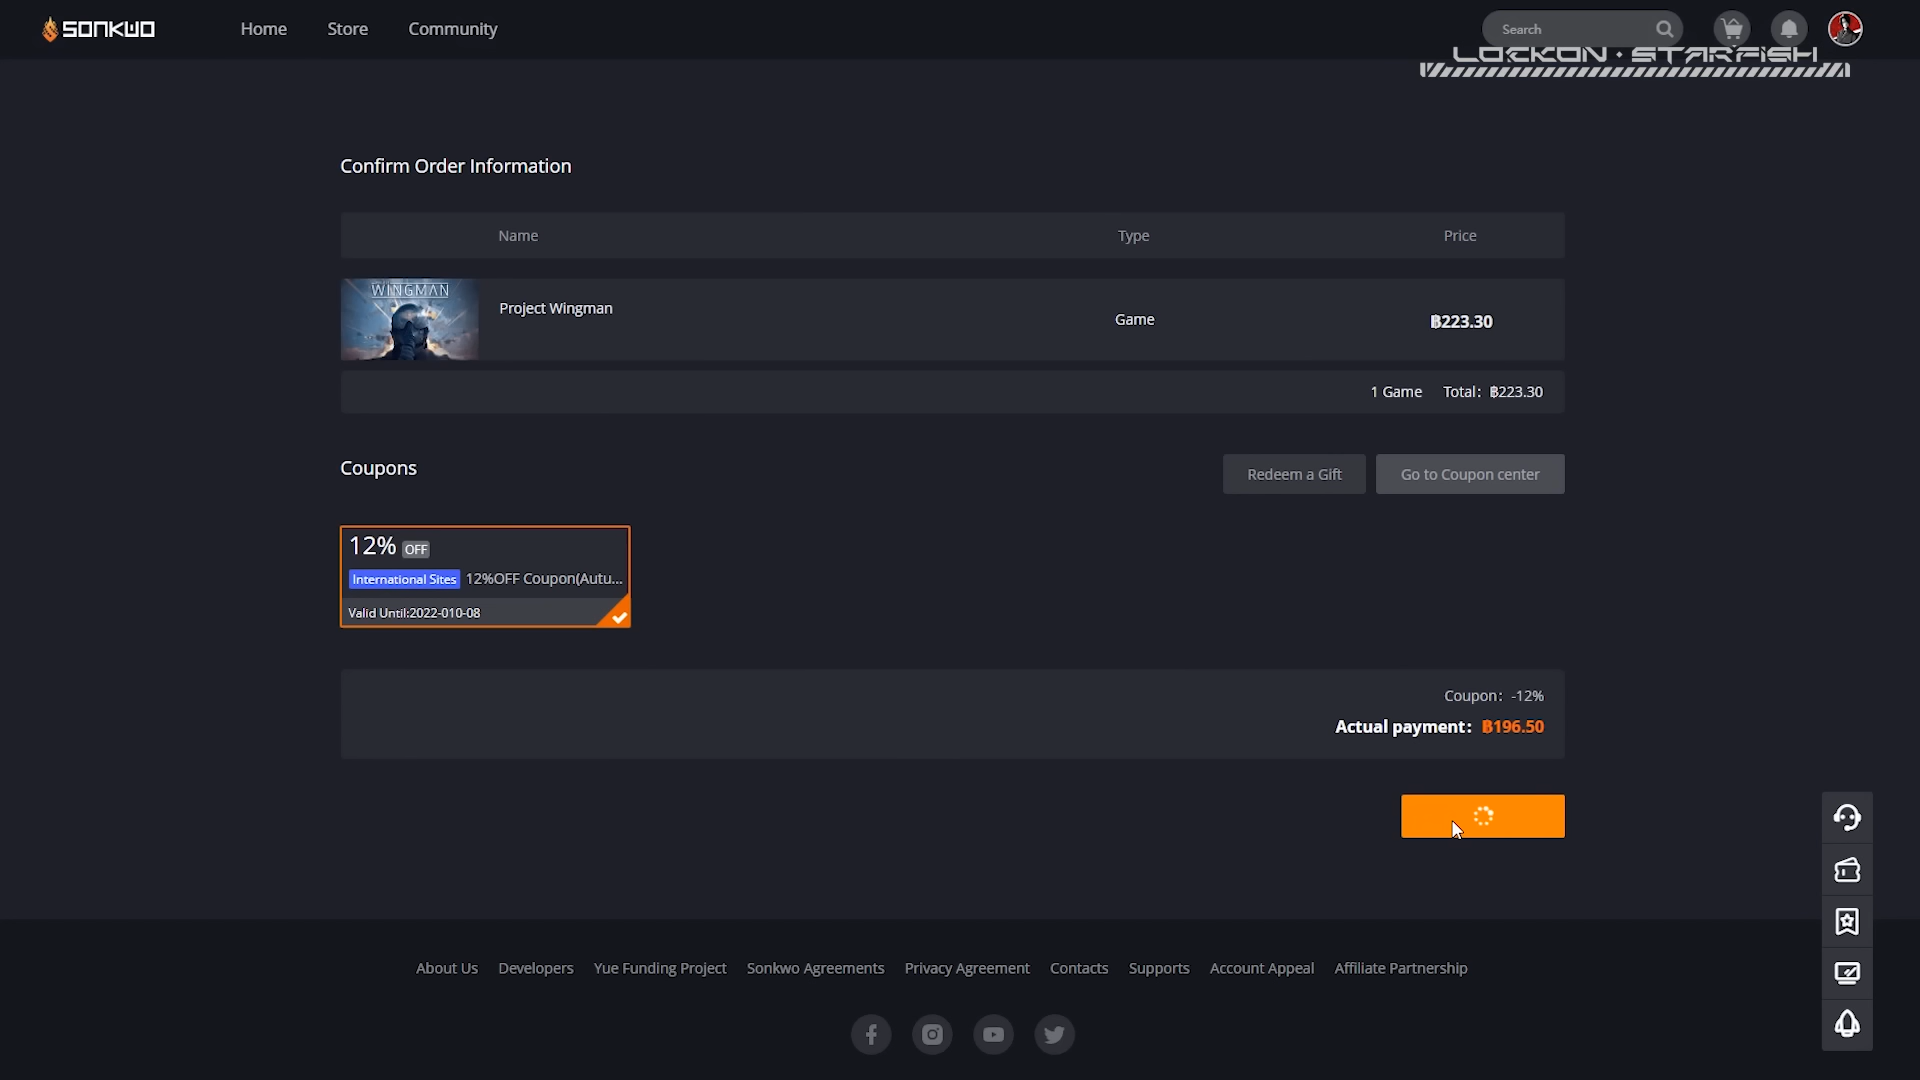 SONKWO
Home
Store
Community
Search
LOCKON · STARFISH
Confirm Order Information
Name
Type
Price
WINGMAN
Project Wingman
Game
฿223.30
1 Game
Total: ฿223.30
Coupons
Redeem a Gift
Go to Coupon center
12% OFF
International Sites 12%OFF Coupon(Autu...
Valid Until:2022-010-08
Coupon: -12%
Actual payment: ฿196.50
About Us
Developers
Yue Funding Project
Sonkwo Agreements
Privacy Agreement
Contacts
Supports
Account Appeal
Affiliate Partnership